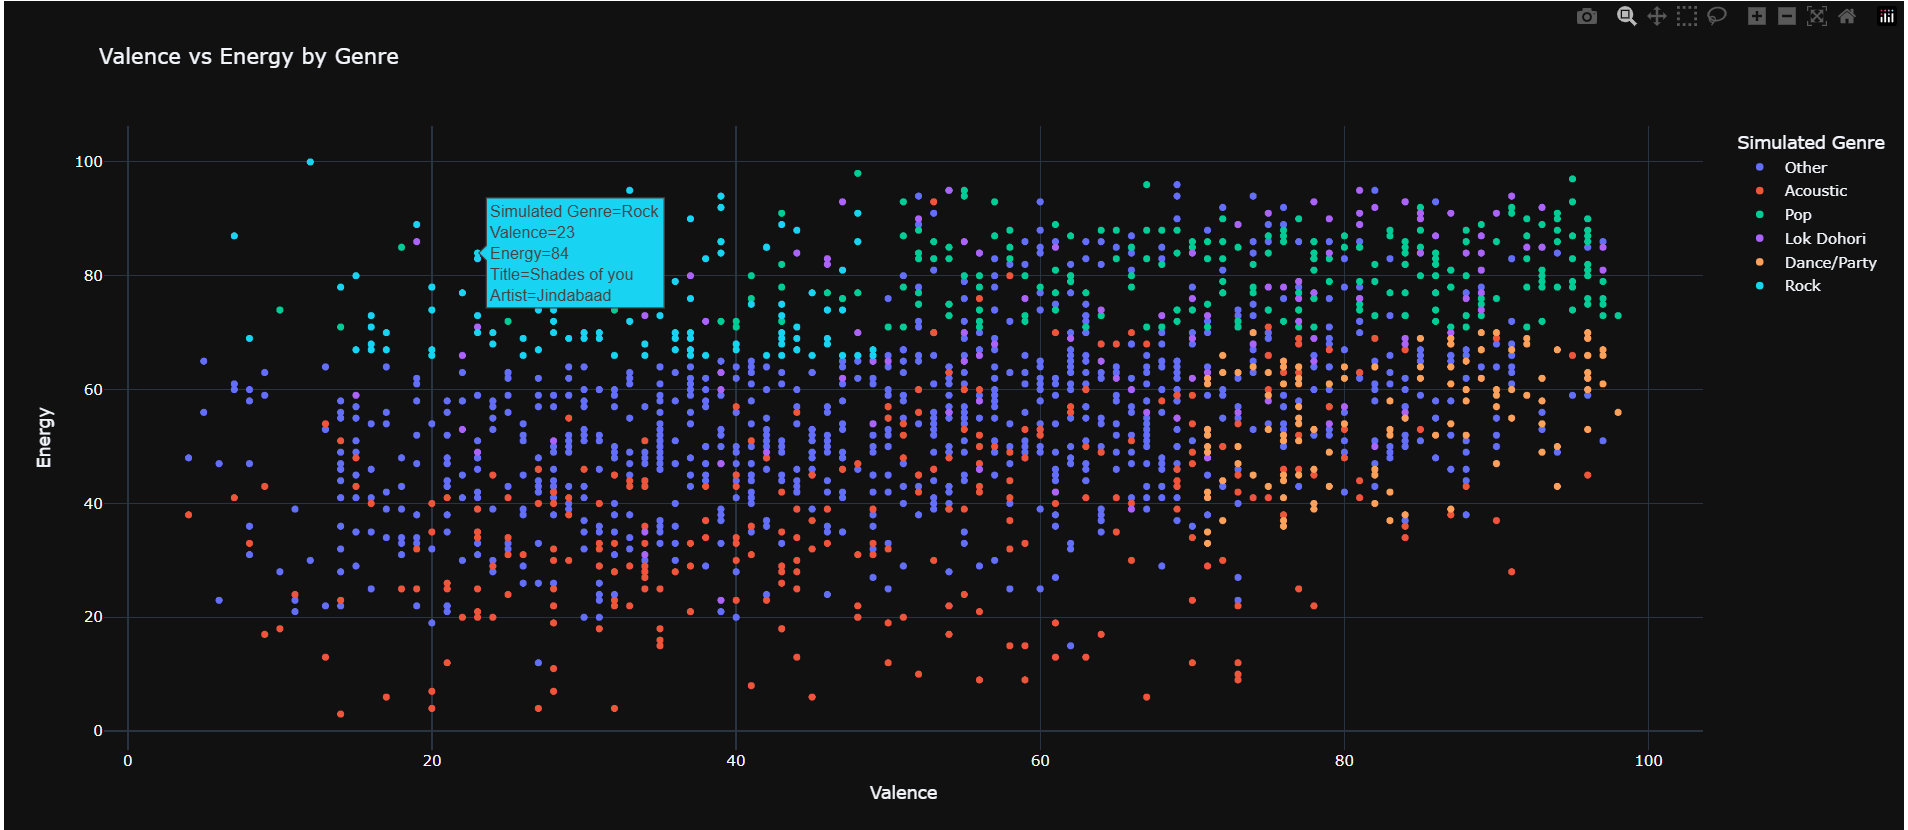 Valence vs Energy by Genre
Simulated Genre
Other
Acoustic
Pop
Lok Dohori
Dance/Party
Rock
Simulated Genre=Rock
Valence=23
Energy=84
Title=Shades of you
Artist=Jindabaad
Energy
100
80
60
40
20
0
0 20 40 60 80 100
Valence